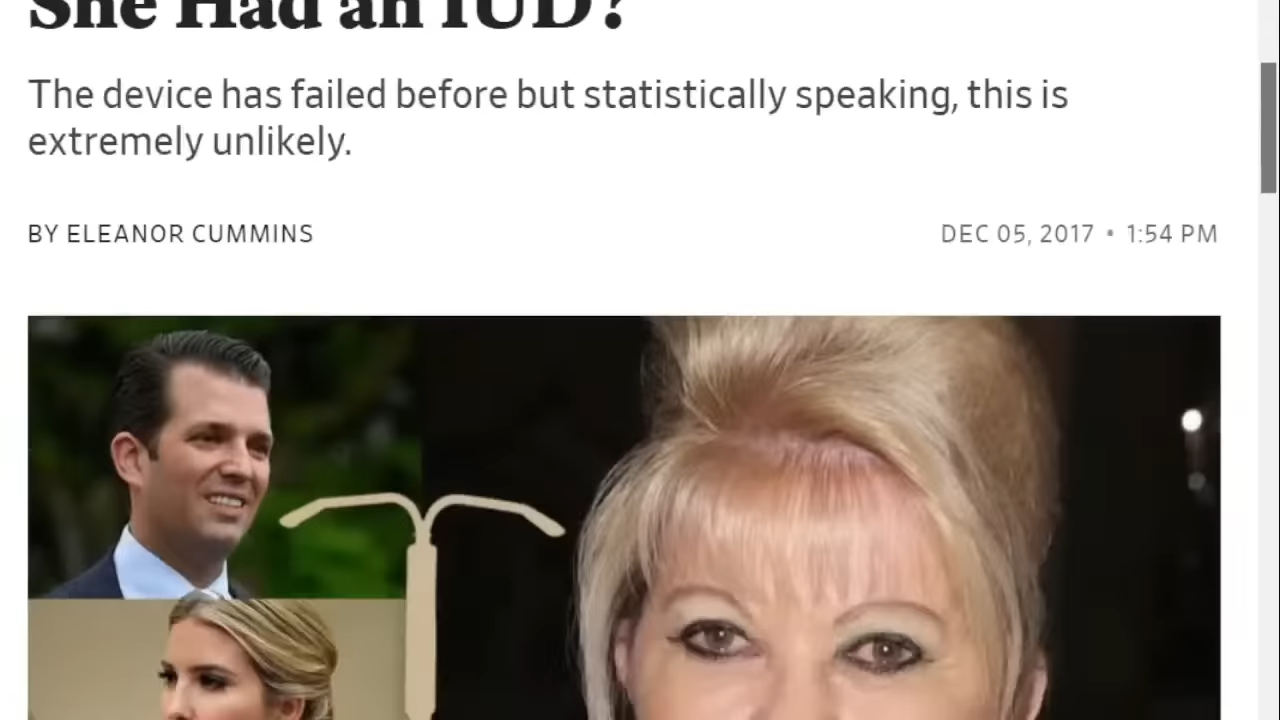 She Had an IUD?
The device has failed before but statistically speaking, this is
extremely unlikely.
BY ELEANOR CUMMINS
DEC 05, 2017 • 1:54 PM